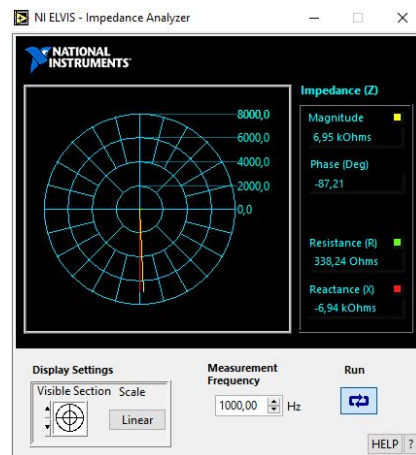 NI ELVIS - Impedance Analyzer
NATIONAL
INSTRUMENTS
8000,0
6000,0
4000,0
2000,0
0,0
Impedance (Z)
Magnitude
6,95 kOhms
Phase (Deg)
-87,21
Resistance (R)
338,24 Ohms
Reactance (X)
-6,94 kOhms
Display Settings
Visible Section Scale
Linear
Measurement
Frequency
1000,00 Hz
Run
HELP ?